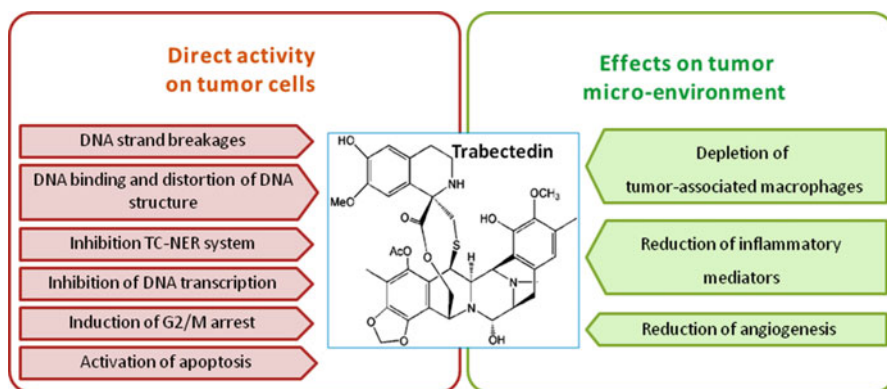 Direct activity
on tumor cells
DNA strand breakages
DNA binding and distortion of DNA
structure
Inhibition TC-NER system
Inhibition of DNA transcription
Induction of G2/M arrest
Activation of apoptosis
Trabectedin
HO
MeO
NH
O
O
S
AcO
H
HO
OCH3
N
N
O
O
OH
Effects on tumor
micro-environment
Depletion of
tumor-associated macrophages
Reduction of inflammatory
mediators
Reduction of angiogenesis